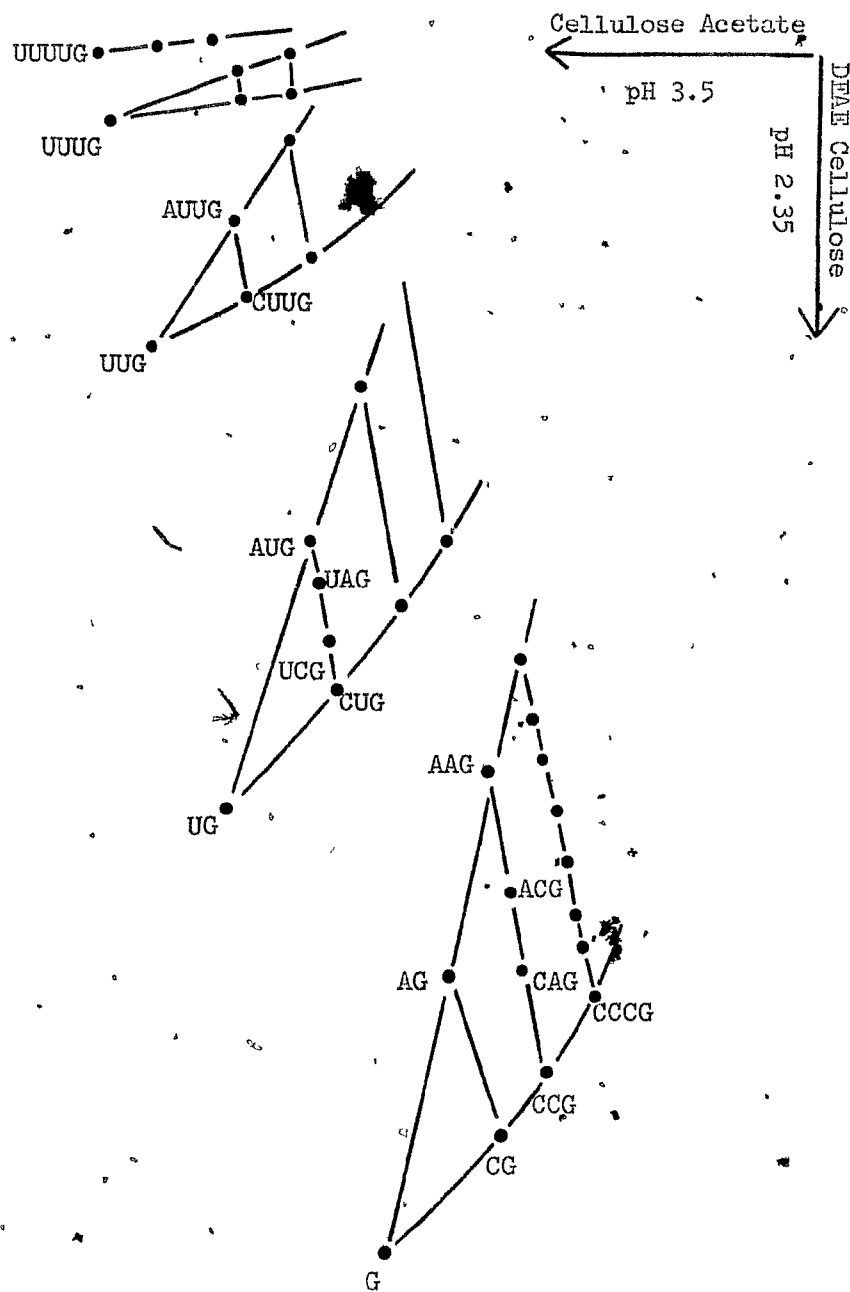 Cellulose Acetate
pH 3.5
DEAE Cellulose
pH 2.35
UUUUG
UUUG
AUUG
CUUG
UUG
AUG
UAG
UCG
CUG
UG
AAG
ACG
AG
CAG
CCCG
CCG
CG
G